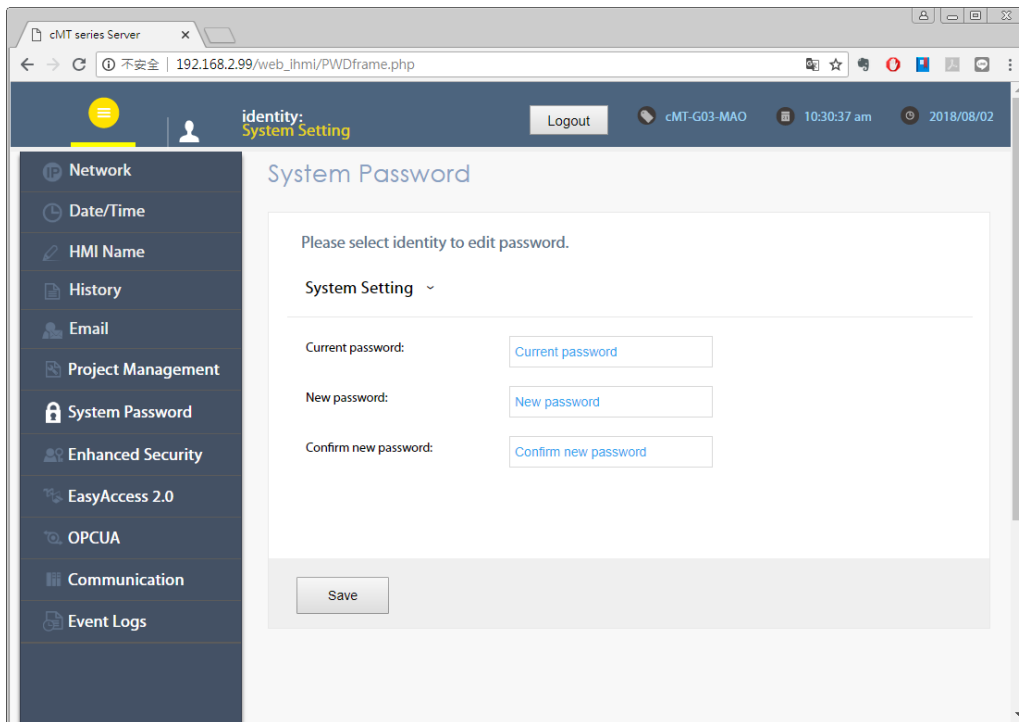 cMT series Server
不安全 | 192.168.2.99/web_ihmi/PWDframe.php
identity:
System Setting
Logout
cMT-G03-MAO
10:30:37 am
2018/08/02
Network
Date/Time
HMI Name
History
Email
Project Management
System Password
Enhanced Security
EasyAccess 2.0
OPCUA
Communication
Event Logs
System Password
Please select identity to edit password.
System Setting
Current password:
Current password
New password:
New password
Confirm new password:
Confirm new password
Save